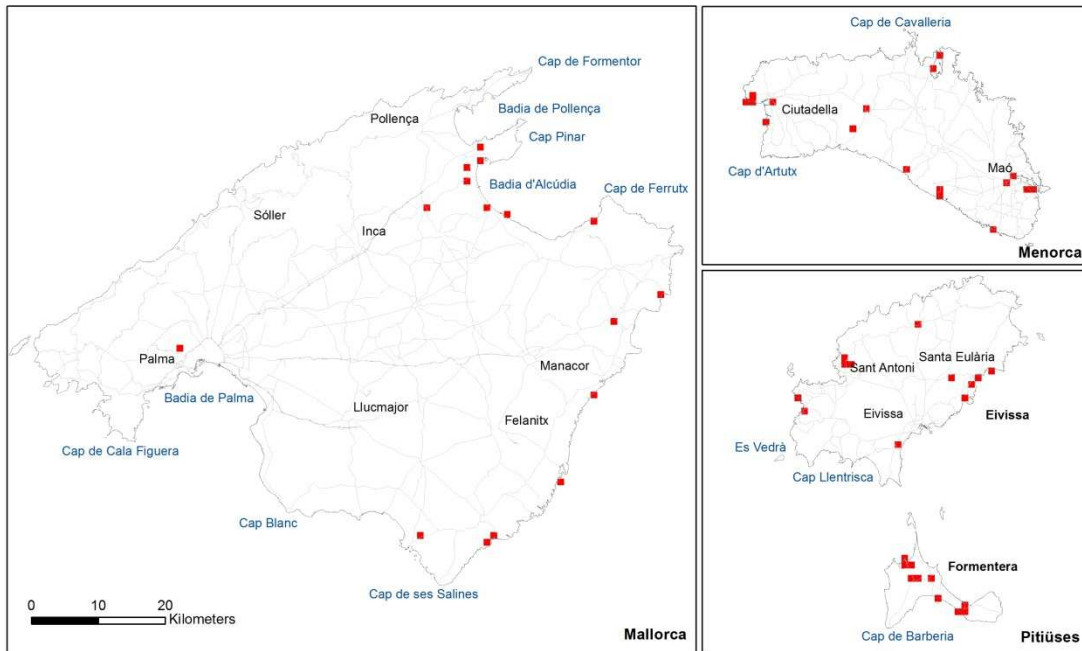 Cap de Formentor
Badia de Pollença
Pollença
Cap Pinar
Badia d'Alcúdia
Cap de Ferrutx
Sóller
Inca
Palma
Manacor
Badia de Palma
Llucmajor
Felanitx
Cap de Cala Figuera
Cap Blanc
Cap de ses Salines
0 10 20
Kilometers
Mallorca
Cap de Cavalleria
Ciutadella
Cap d'Artutx
Maó
Menorca
Santa Eulària
Sant Antoni
Eivissa
Eivissa
Es Vedrà
Cap Llentrisca
Formentera
Cap de Barberia
Pitiüses